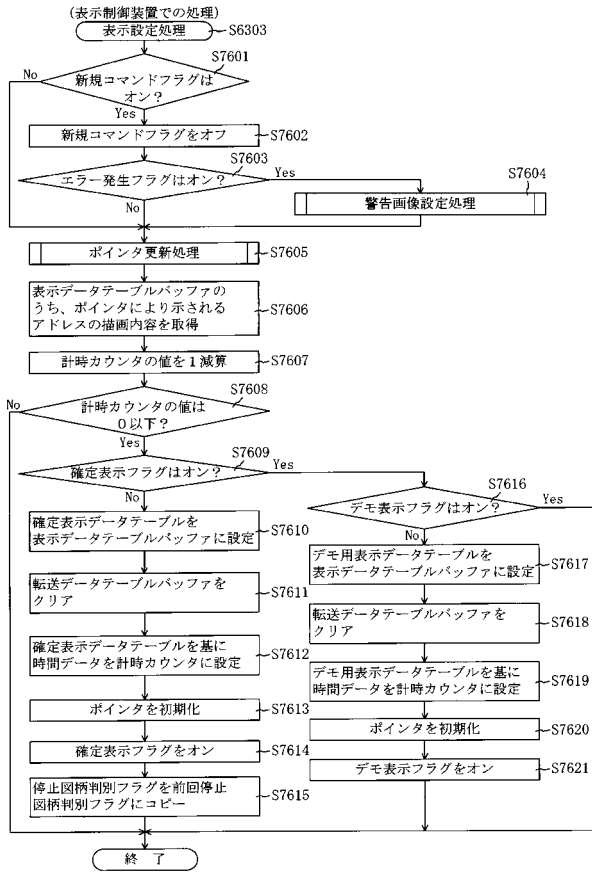 (表示制御装置での処理)
表示設定処理
S6303
S7601
新規コマンドフラグは
オン?
No
Yes
新規コマンドフラグをオフ
S7602
S7603
エラー発生フラグはオン?
Yes
No
S7604
警告画像設定処理
ポインタ更新処理
S7605
表示データテーブルバッファの
うち、ポインタにより示される
アドレスの描画内容を取得
S7606
計時カウンタの値を1減算
S7607
S7608
計時カウンタの値は
0以下?
No
Yes
S7609
確定表示フラグはオン?
Yes
No
S7616
デモ表示フラグはオン?
Yes
No
確定表示データテーブルを
表示データテーブルバッファに設定
S7610
転送データテーブルバッファを
クリア
S7611
確定表示データテーブルを基に
時間データを計時カウンタに設定
S7612
ポインタを初期化
S7613
確定表示フラグをオン
S7614
停止図柄判別フラグを前回停止
図柄判別フラグにコピー
S7615
デモ用表示データテーブルを
表示データテーブルバッファに設定
S7617
転送データテーブルバッファを
クリア
S7618
デモ用表示データテーブルを基に
時間データを計時カウンタに設定
S7619
ポインタを初期化
S7620
デモ表示フラグをオン
S7621
終了